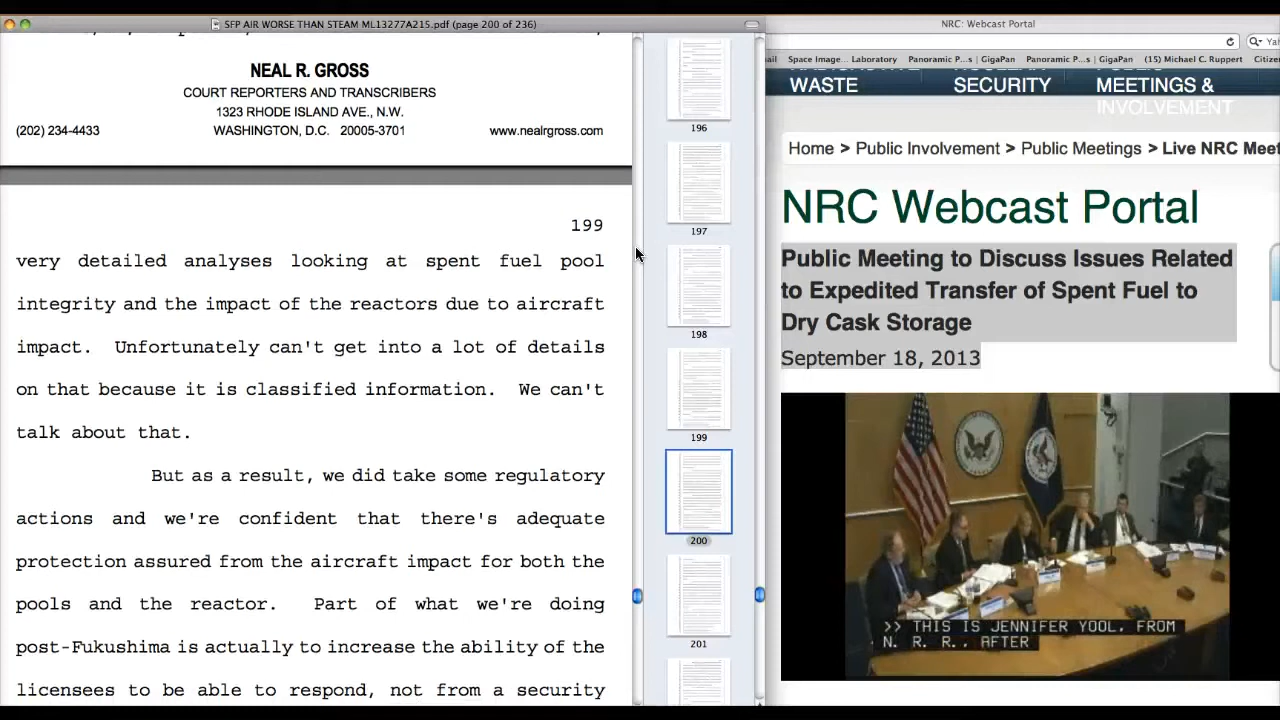 SFP AIR WORSE THAN STEAM ML13277A215.pdf (page 200 of 236)
NEAL R. GROSS
COURT REPORTERS AND TRANSCRIBERS
1323 RHODE ISLAND AVE., N.W.
(202) 234-4433 WASHINGTON, D.C. 20005-3701 www.nealrgross.com
199
very detailed analyses looking at spent fuel pool
integrity and the impact of the reactor due to aircraft
impact. Unfortunately can't get into a lot of details
on that because it is classified information. We can't
talk about that.
But as a result, we did take some regulatory
actions and we're confident that there's adequate
protection assured from the aircraft impact for both the
pools and the reactor. Part of what we're doing
post-Fukushima is actually to increase the ability of the
licensees to be able to respond, not from a security
196
197
198
199
200
201
NRC: Webcast Portal
Ya
ail Space Image... Laboratory Panoramic P...s | GigaPan Panoramic P...s | GigaPan (15) Michael C. Ruppert Citize
WASTE SECURITY MEETINGS &
INVOLVEMENT
Home > Public Involvement > Public Meetings > Live NRC Meet
NRC Webcast Portal
Public Meeting to Discuss Issues Related
to Expedited Transfer of Spent Fuel to
Dry Cask Storage
September 18, 2013
>> THIS IS JENNIFER YOOL. FROM
N. R. R., AFTER